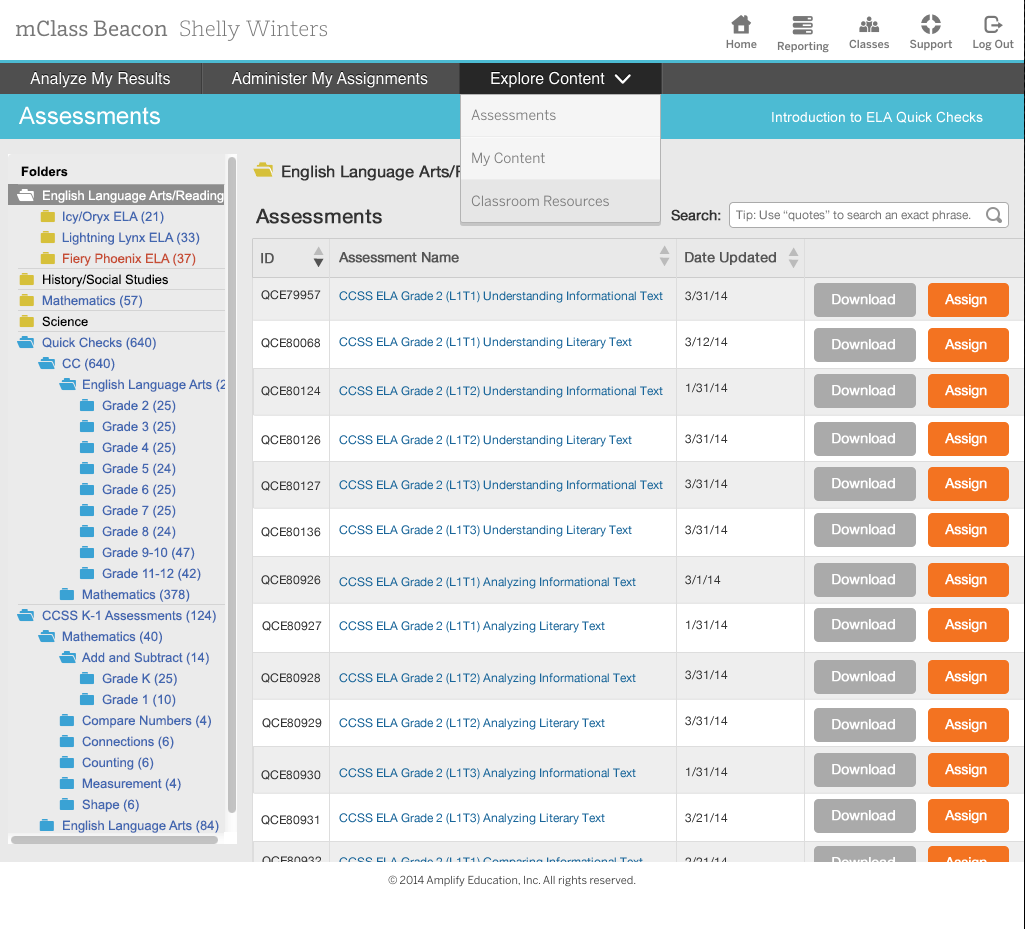 mClass Beacon Shelly Winters
Home Reporting Classes Support Log Out
Analyze My Results Administer My Assignments Explore Content
Assessments
Introduction to ELA Quick Checks
Assessments
My Content
Classroom Resources
Folders
English Language Arts/Reading
Icy/Oryx ELA (21)
Lightning Lynx ELA (33)
Fiery Phoenix ELA (37)
History/Social Studies
Mathematics (57)
Science
Quick Checks (640)
CC (640)
English Language Arts (2
Grade 2 (25)
Grade 3 (25)
Grade 4 (25)
Grade 5 (24)
Grade 6 (25)
Grade 7 (25)
Grade 8 (24)
Grade 9-10 (47)
Grade 11-12 (42)
Mathematics (378)
CCSS K-1 Assessments (124)
Mathematics (40)
Add and Subtract (14)
Grade K (25)
Grade 1 (10)
Compare Numbers (4)
Connections (6)
Counting (6)
Measurement (4)
Shape (6)
English Language Arts (84)
English Language Arts/
Assessments
Search: Tip: Use “quotes” to search an exact phrase.
ID Assessment Name Date Updated
QCE79957 CCSS ELA Grade 2 (L1T1) Understanding Informational Text 3/31/14 Download Assign
QCE80068 CCSS ELA Grade 2 (L1T1) Understanding Literary Text 3/12/14 Download Assign
QCE80124 CCSS ELA Grade 2 (L1T2) Understanding Informational Text 1/31/14 Download Assign
QCE80126 CCSS ELA Grade 2 (L1T2) Understanding Literary Text 3/31/14 Download Assign
QCE80127 CCSS ELA Grade 2 (L1T3) Understanding Informational Text 3/31/14 Download Assign
QCE80136 CCSS ELA Grade 2 (L1T3) Understanding Literary Text 3/31/14 Download Assign
QCE80926 CCSS ELA Grade 2 (L1T1) Analyzing Informational Text 3/1/14 Download Assign
QCE80927 CCSS ELA Grade 2 (L1T1) Analyzing Literary Text 1/31/14 Download Assign
QCE80928 CCSS ELA Grade 2 (L1T2) Analyzing Informational Text 3/31/14 Download Assign
QCE80929 CCSS ELA Grade 2 (L1T2) Analyzing Literary Text 3/31/14 Download Assign
QCE80930 CCSS ELA Grade 2 (L1T3) Analyzing Informational Text 1/31/14 Download Assign
QCE80931 CCSS ELA Grade 2 (L1T3) Analyzing Literary Text 3/21/14 Download Assign
QCE80932 CCSS ELA Grade 2 (L1T1) Comparing Informational Text Download Assign
© 2014 Amplify Education, Inc. All rights reserved.